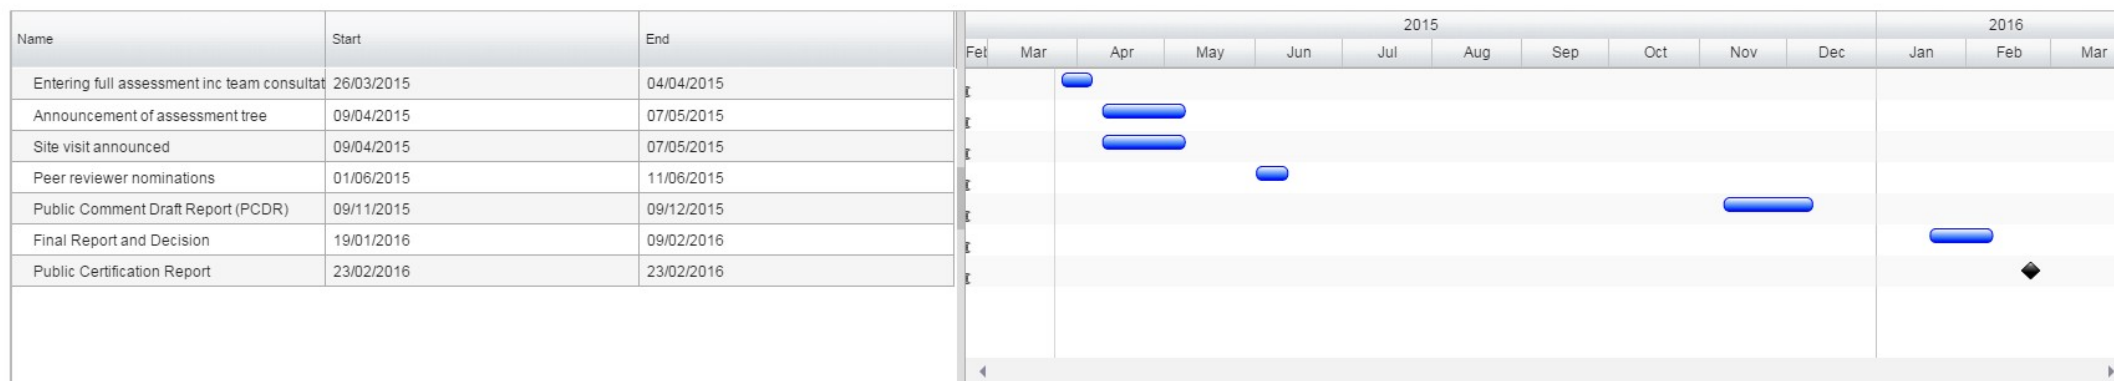 Name Start End 2015 2016
Feb Mar Apr May Jun Jul Aug Sep Oct Nov Dec Jan Feb Mar
Entering full assessment inc team consultat 26/03/2015 04/04/2015
Announcement of assessment tree 09/04/2015 07/05/2015
Site visit announced 09/04/2015 07/05/2015
Peer reviewer nominations 01/06/2015 11/06/2015
Public Comment Draft Report (PCDR) 09/11/2015 09/12/2015
Final Report and Decision 19/01/2016 09/02/2016
Public Certification Report 23/02/2016 23/02/2016